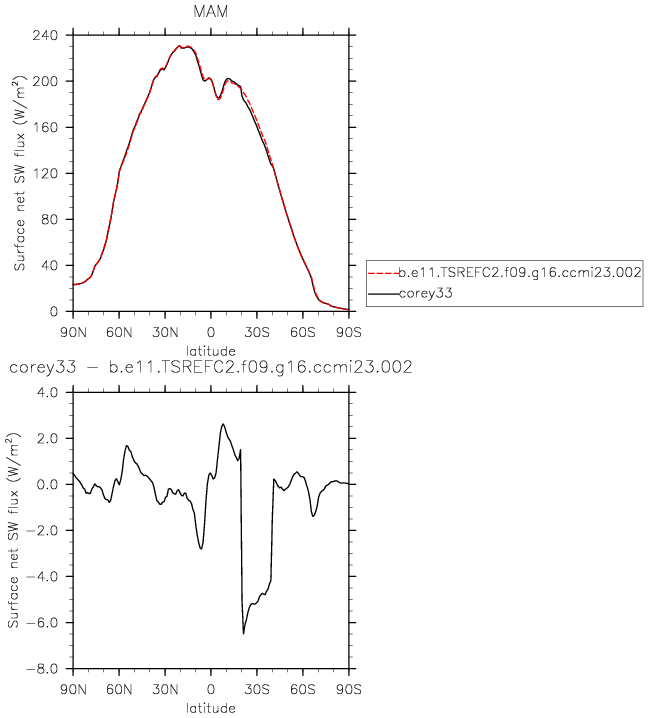 MAM
240
200
160
120
80
40
0
Surface net SW flux (W/m²)
90N 60N 30N 0 30S 60S 90S
latitude
b.e11.TSREFC2.f09.g16.ccmi23.002
corey33
corey33 − b.e11.TSREFC2.f09.g16.ccmi23.002
4.0
2.0
0.0
−2.0
−4.0
−6.0
−8.0
Surface net SW flux (W/m²)
90N 60N 30N 0 30S 60S 90S
latitude